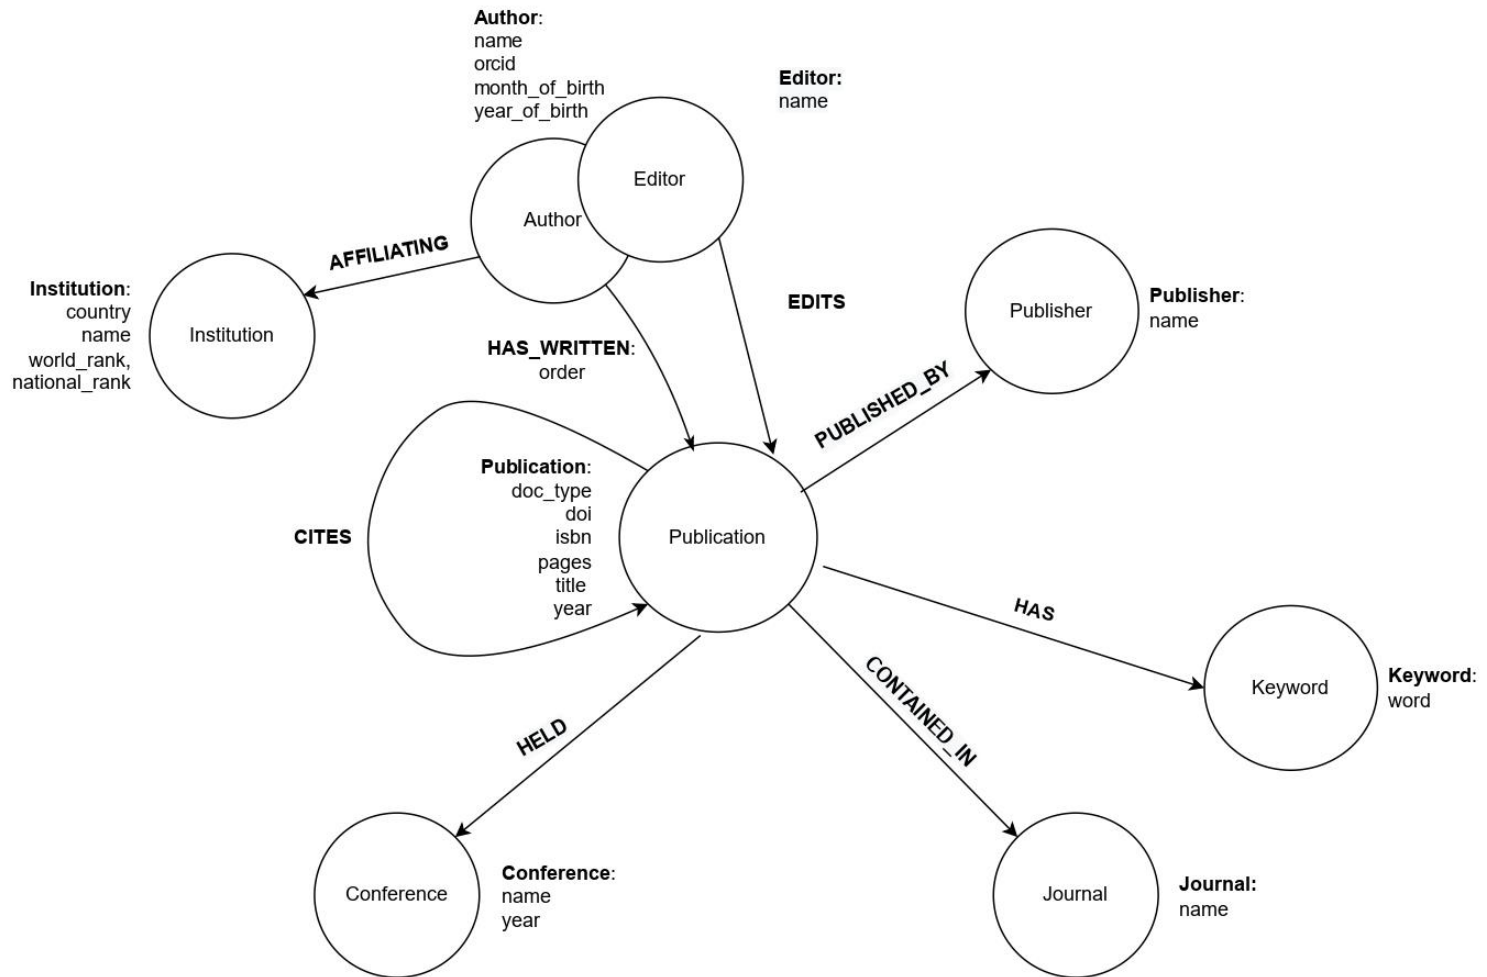 Author:
name
orcid
month_of_birth
year_of_birth
Editor:
name
Editor
Author
AFFILIATING
Institution:
country
name
world_rank,
national_rank
Institution
EDITS
Publisher
Publisher:
name
HAS_WRITTEN:
order
PUBLISHED_BY
Publication:
doc_type
doi
isbn
pages
title
year
CITES
Publication
HAS
Keyword
Keyword:
word
CONTAINED_IN
HELD
Conference
Conference:
name
year
Journal
Journal:
name